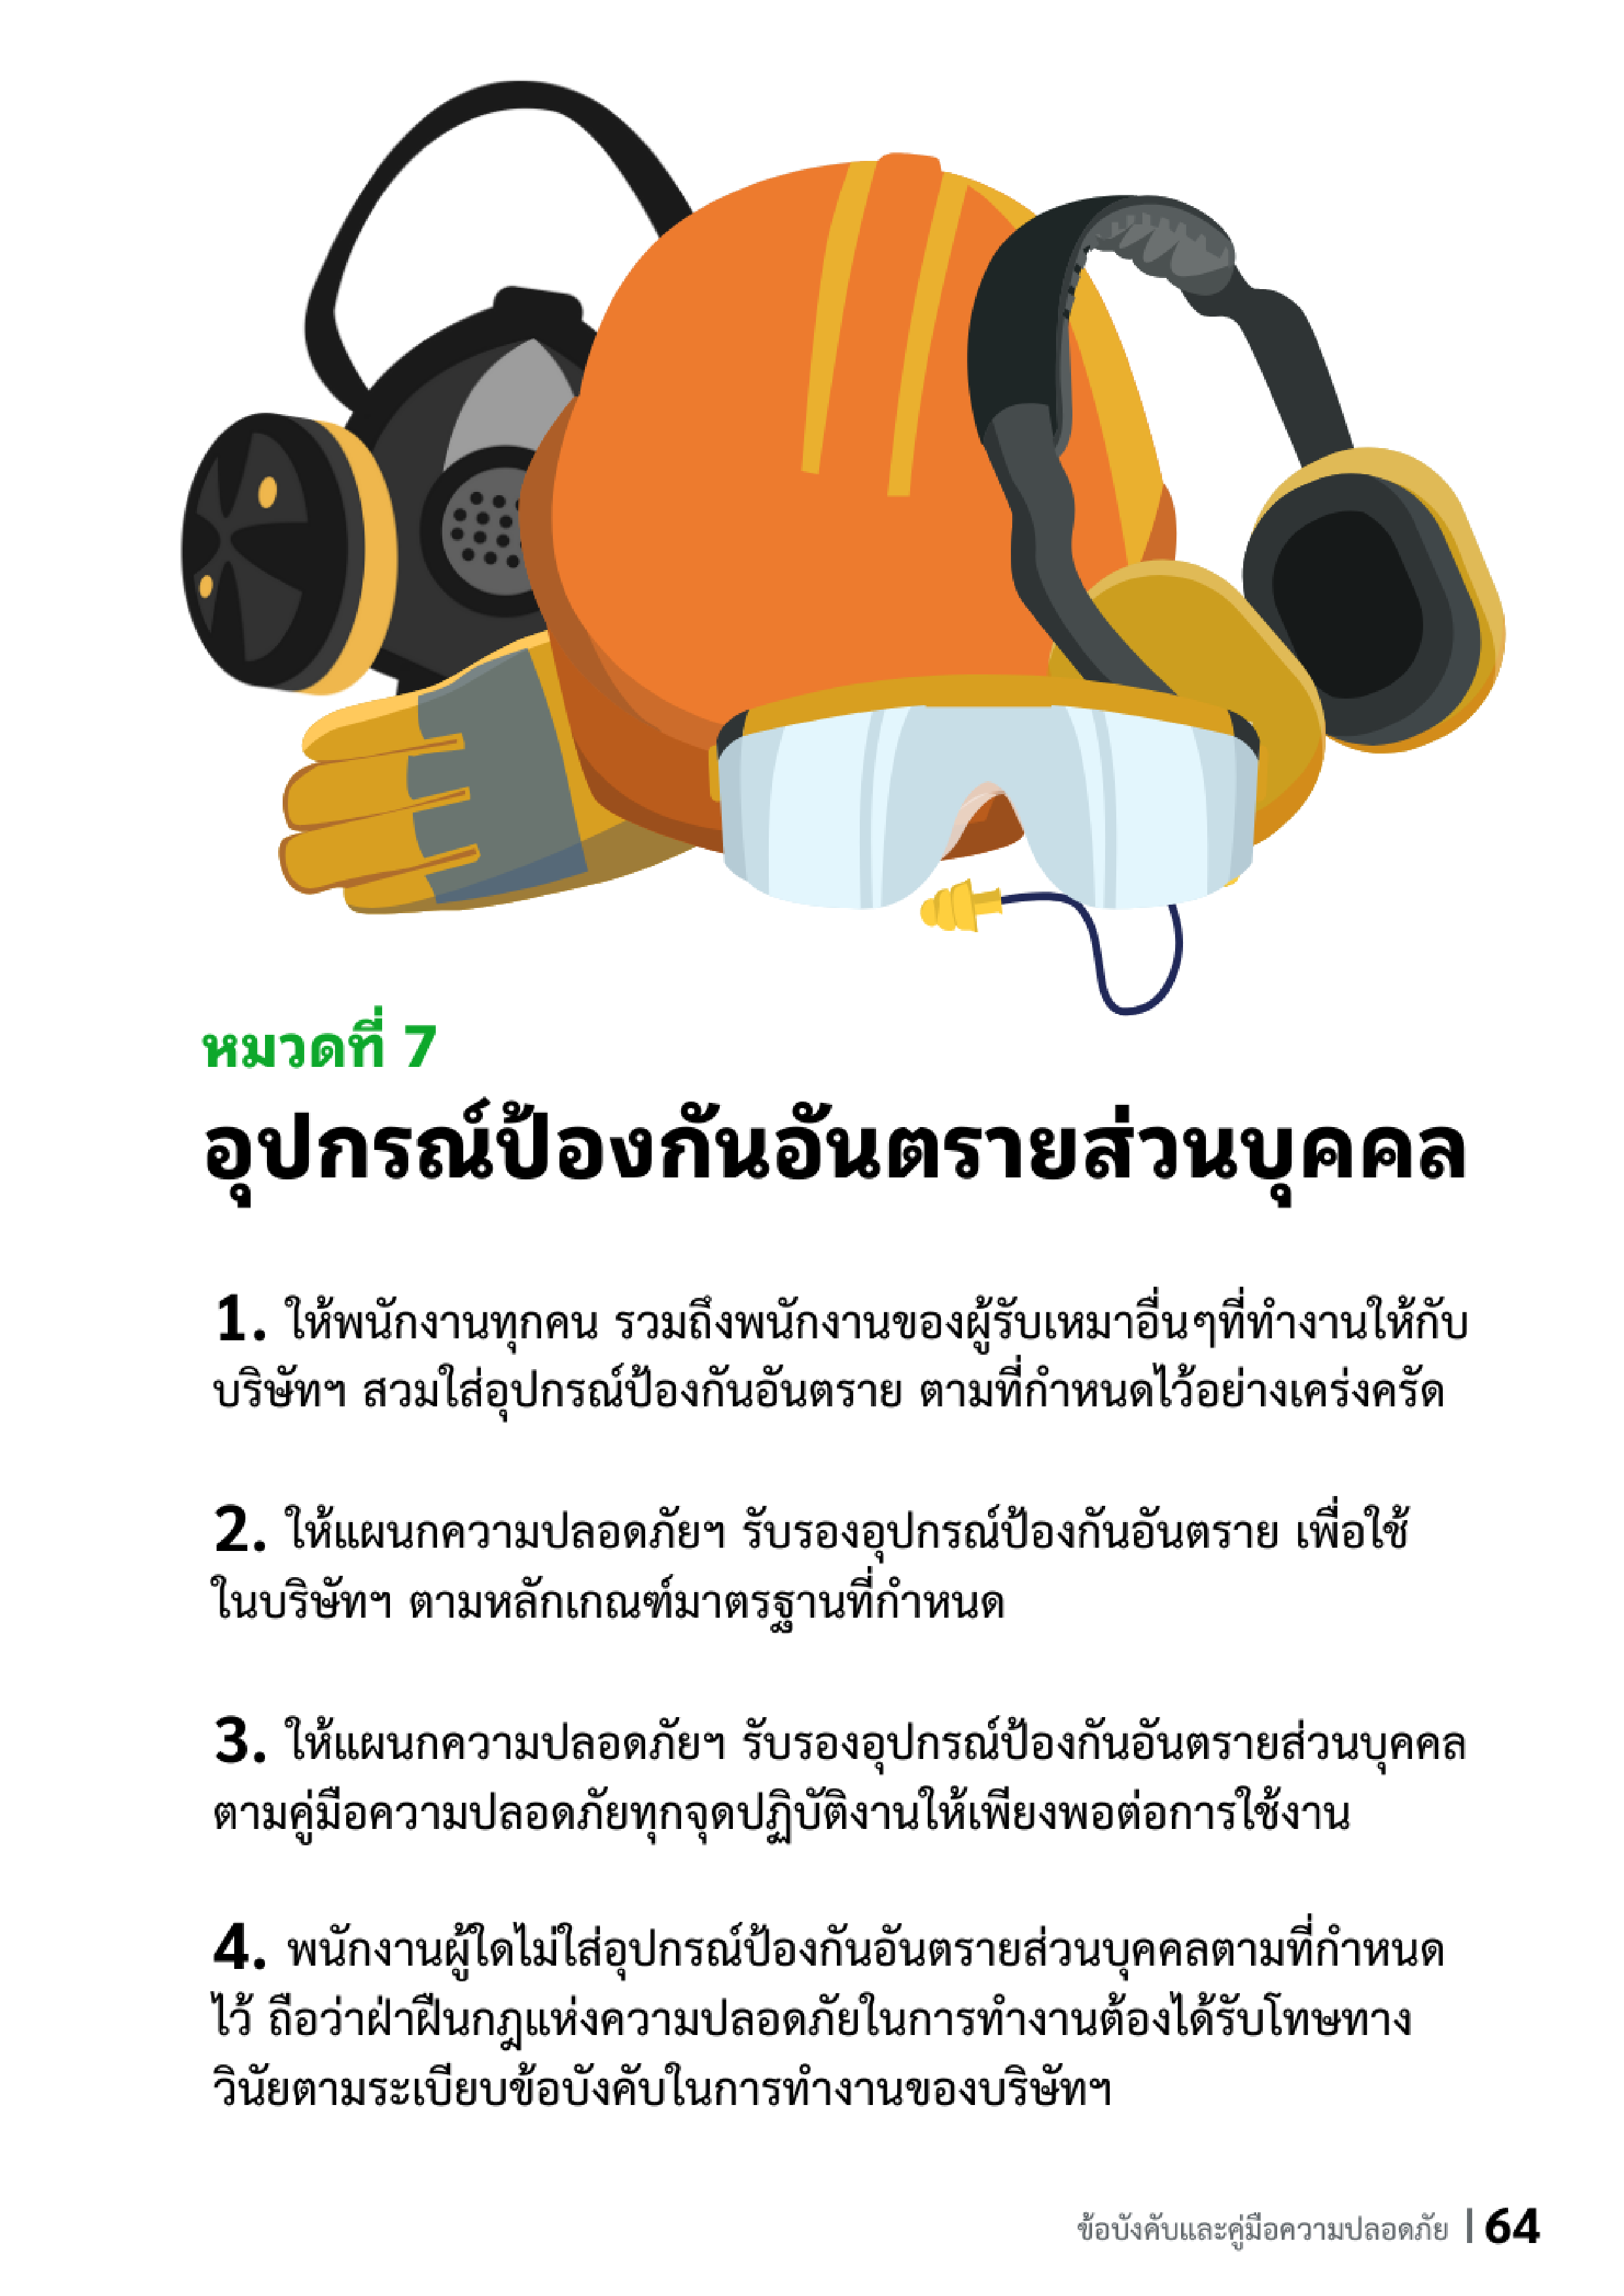 หมวดที่ 7
อุปกรณ์ป้องกันอันตรายส่วนบุคคล
1. ให้พนักงานทุกคน รวมถึงพนักงานของผู้รับเหมาอื่นๆที่ทำงานให้กับ
บริษัทฯ สวมใส่อุปกรณ์ป้องกันอันตราย ตามที่กำหนดไว้อย่างเคร่งครัด
2. ให้แผนกความปลอดภัยฯ รับรองอุปกรณ์ป้องกันอันตราย เพื่อใช้
ในบริษัทฯ ตามหลักเกณฑ์มาตรฐานที่กำหนด
3. ให้แผนกความปลอดภัยฯ รับรองอุปกรณ์ป้องกันอันตรายส่วนบุคคล
ตามคู่มือความปลอดภัยทุกจุดปฏิบัติงานให้เพียงพอต่อการใช้งาน
4. พนักงานผู้ใดไม่ใส่อุปกรณ์ป้องกันอันตรายส่วนบุคคลตามที่กำหนด
ไว้ ถือว่าฝ่าฝืนกฎแห่งความปลอดภัยในการทำงานต้องได้รับโทษทาง
วินัยตามระเบียบข้อบังคับในการทำงานของบริษัทฯ
ข้อบังคับและคู่มือความปลอดภัย | 64